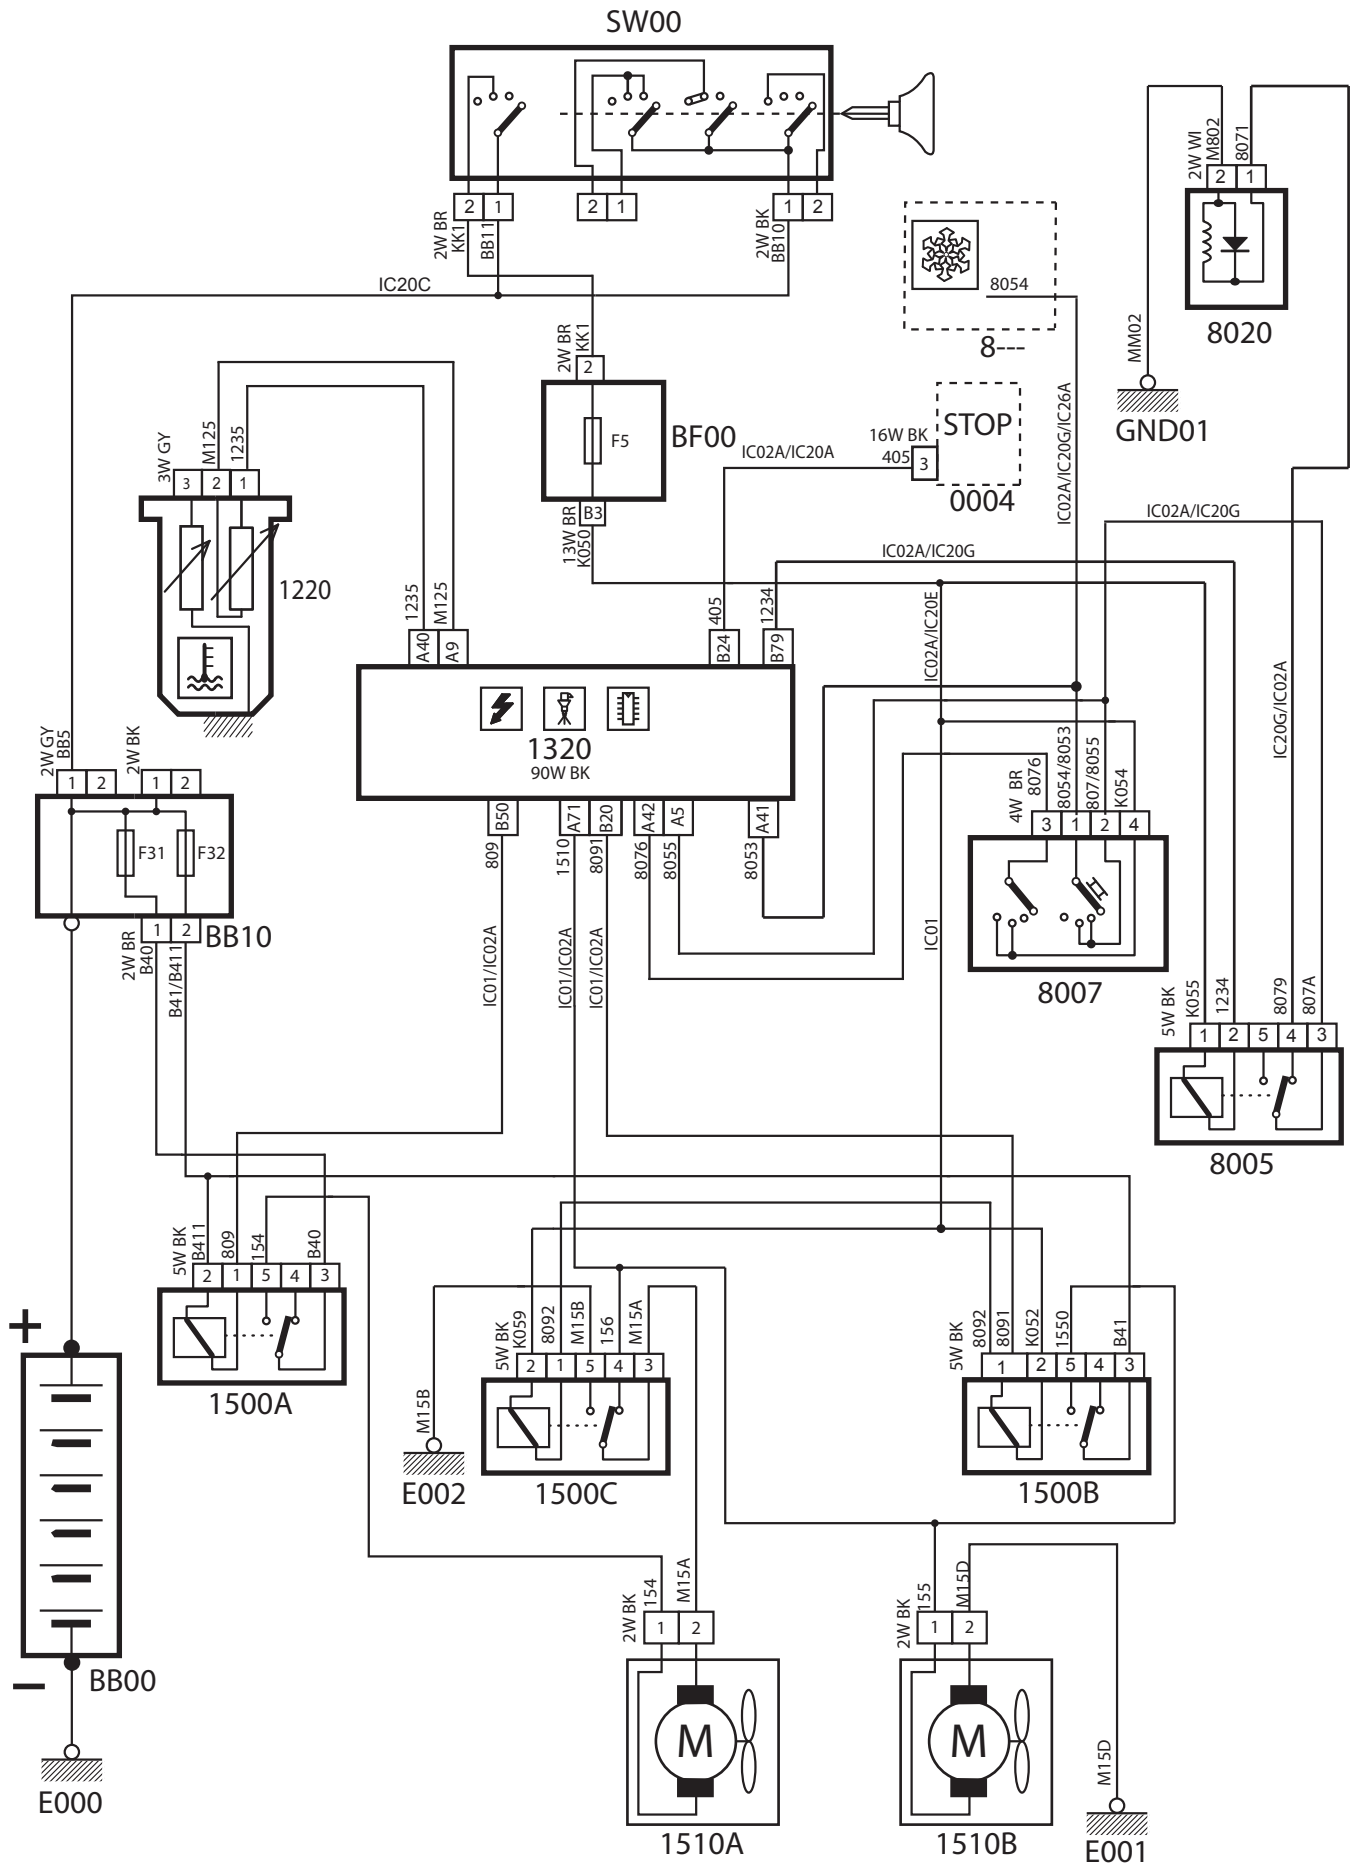 SW00
2 1
2 1
1 2
2W BR
KK1
BB11
2W BK
BB10
IC20C
8054
8---
2W WI
M802
8071
2 1
8020
MM02
GND01
2W BR
KK1
2
F5
BF00
B3
13W BR
K050
STOP
16W BK
405
3
0004
IC02A/IC20A
IC02A/IC20G/IC26A
IC02A/IC20G
IC02A/IC20G
IC02A/IC20E
IC20G/IC02A
3W GY
M125
1235
3 2 1
1220
1235
M125
405
1234
A40
A9
B24
B79
1320
90W BK
B50
A71
B20
A42
A5
A41
809
1510
8091
8076
8055
8053
IC01/IC02A
IC01/IC02A
IC01/IC02A
IC01
2W GY
BB5
2W BK
1 2
1 2
F31
F32
1 2
BB10
2W BR
B40
B41/B411
4W BR
8076
8054/8053
807/8055
K054
3 1 2 4
8007
5W BK
K055
1234
8079
807A
1 2 5 4 3
8005
5W BK
B411
809
154
B40
2 1 5 4 3
1500A
5W BK
K059
8092
M15B
156
M15A
2 1 5 4 3
1500C
M15B
E002
5W BK
8092
8091
K052
1550
B41
1 2 5 4 3
1500B
+
−
BB00
E000
2W BK
154
M15A
1 2
M
1510A
2W BK
155
M15D
1 2
M
1510B
M15D
E001